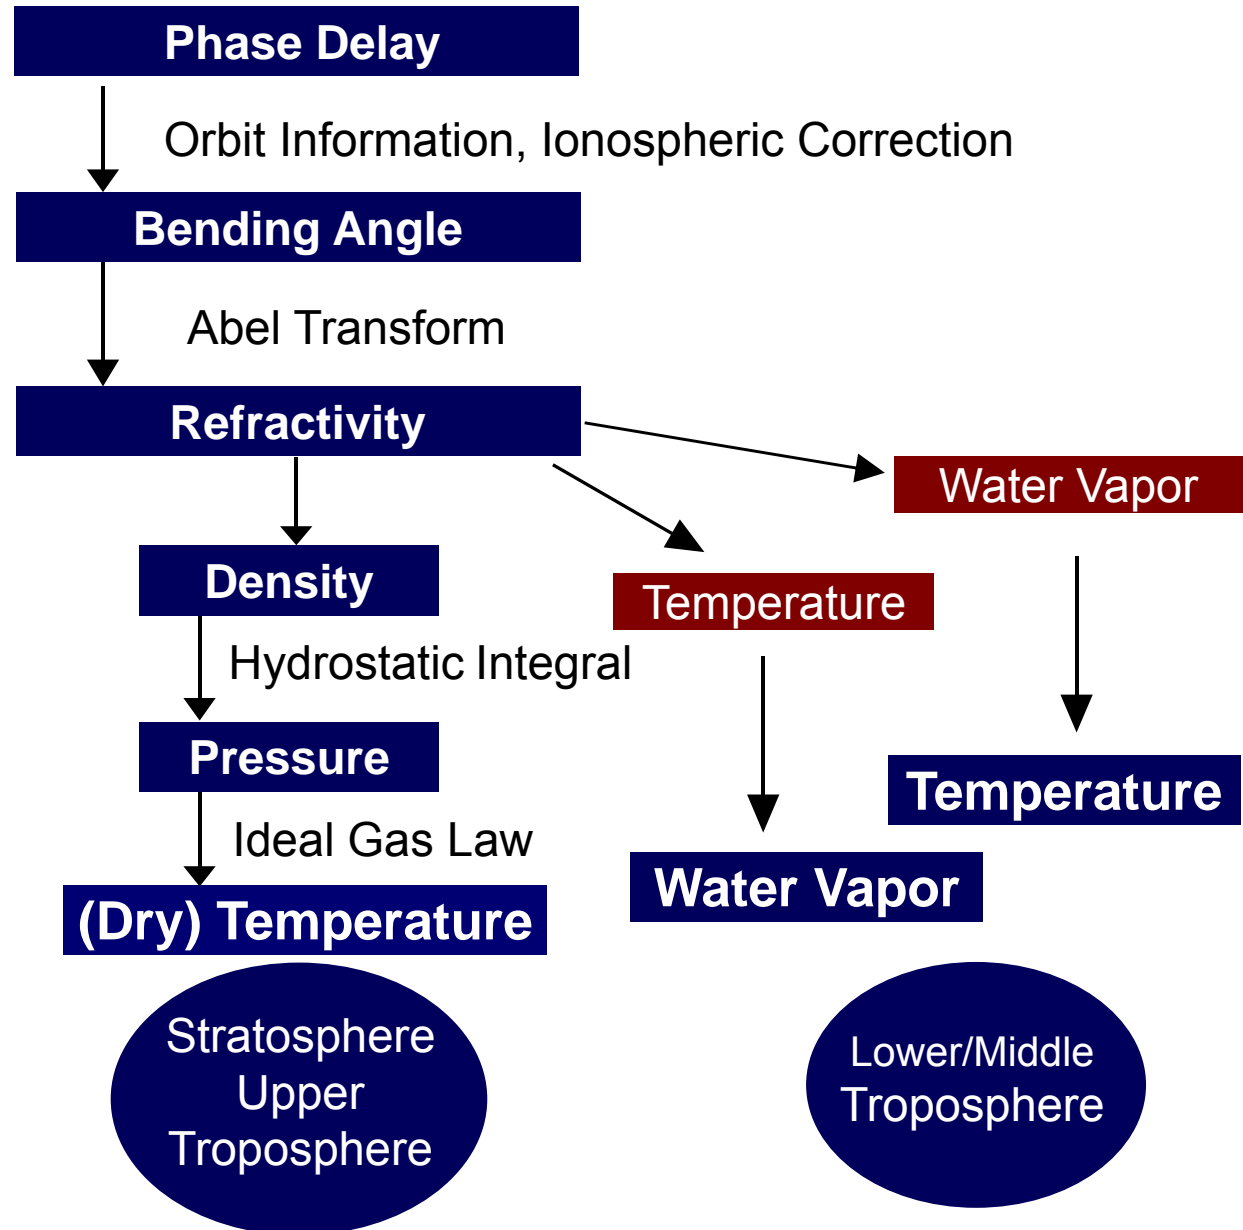 Phase Delay
Orbit Information, Ionospheric Correction
Bending Angle
Abel Transform
Refractivity
Water Vapor
Density
Temperature
Hydrostatic Integral
Pressure
Temperature
Ideal Gas Law
Water Vapor
(Dry) Temperature
Stratosphere
Upper
Troposphere
Lower/Middle
Troposphere